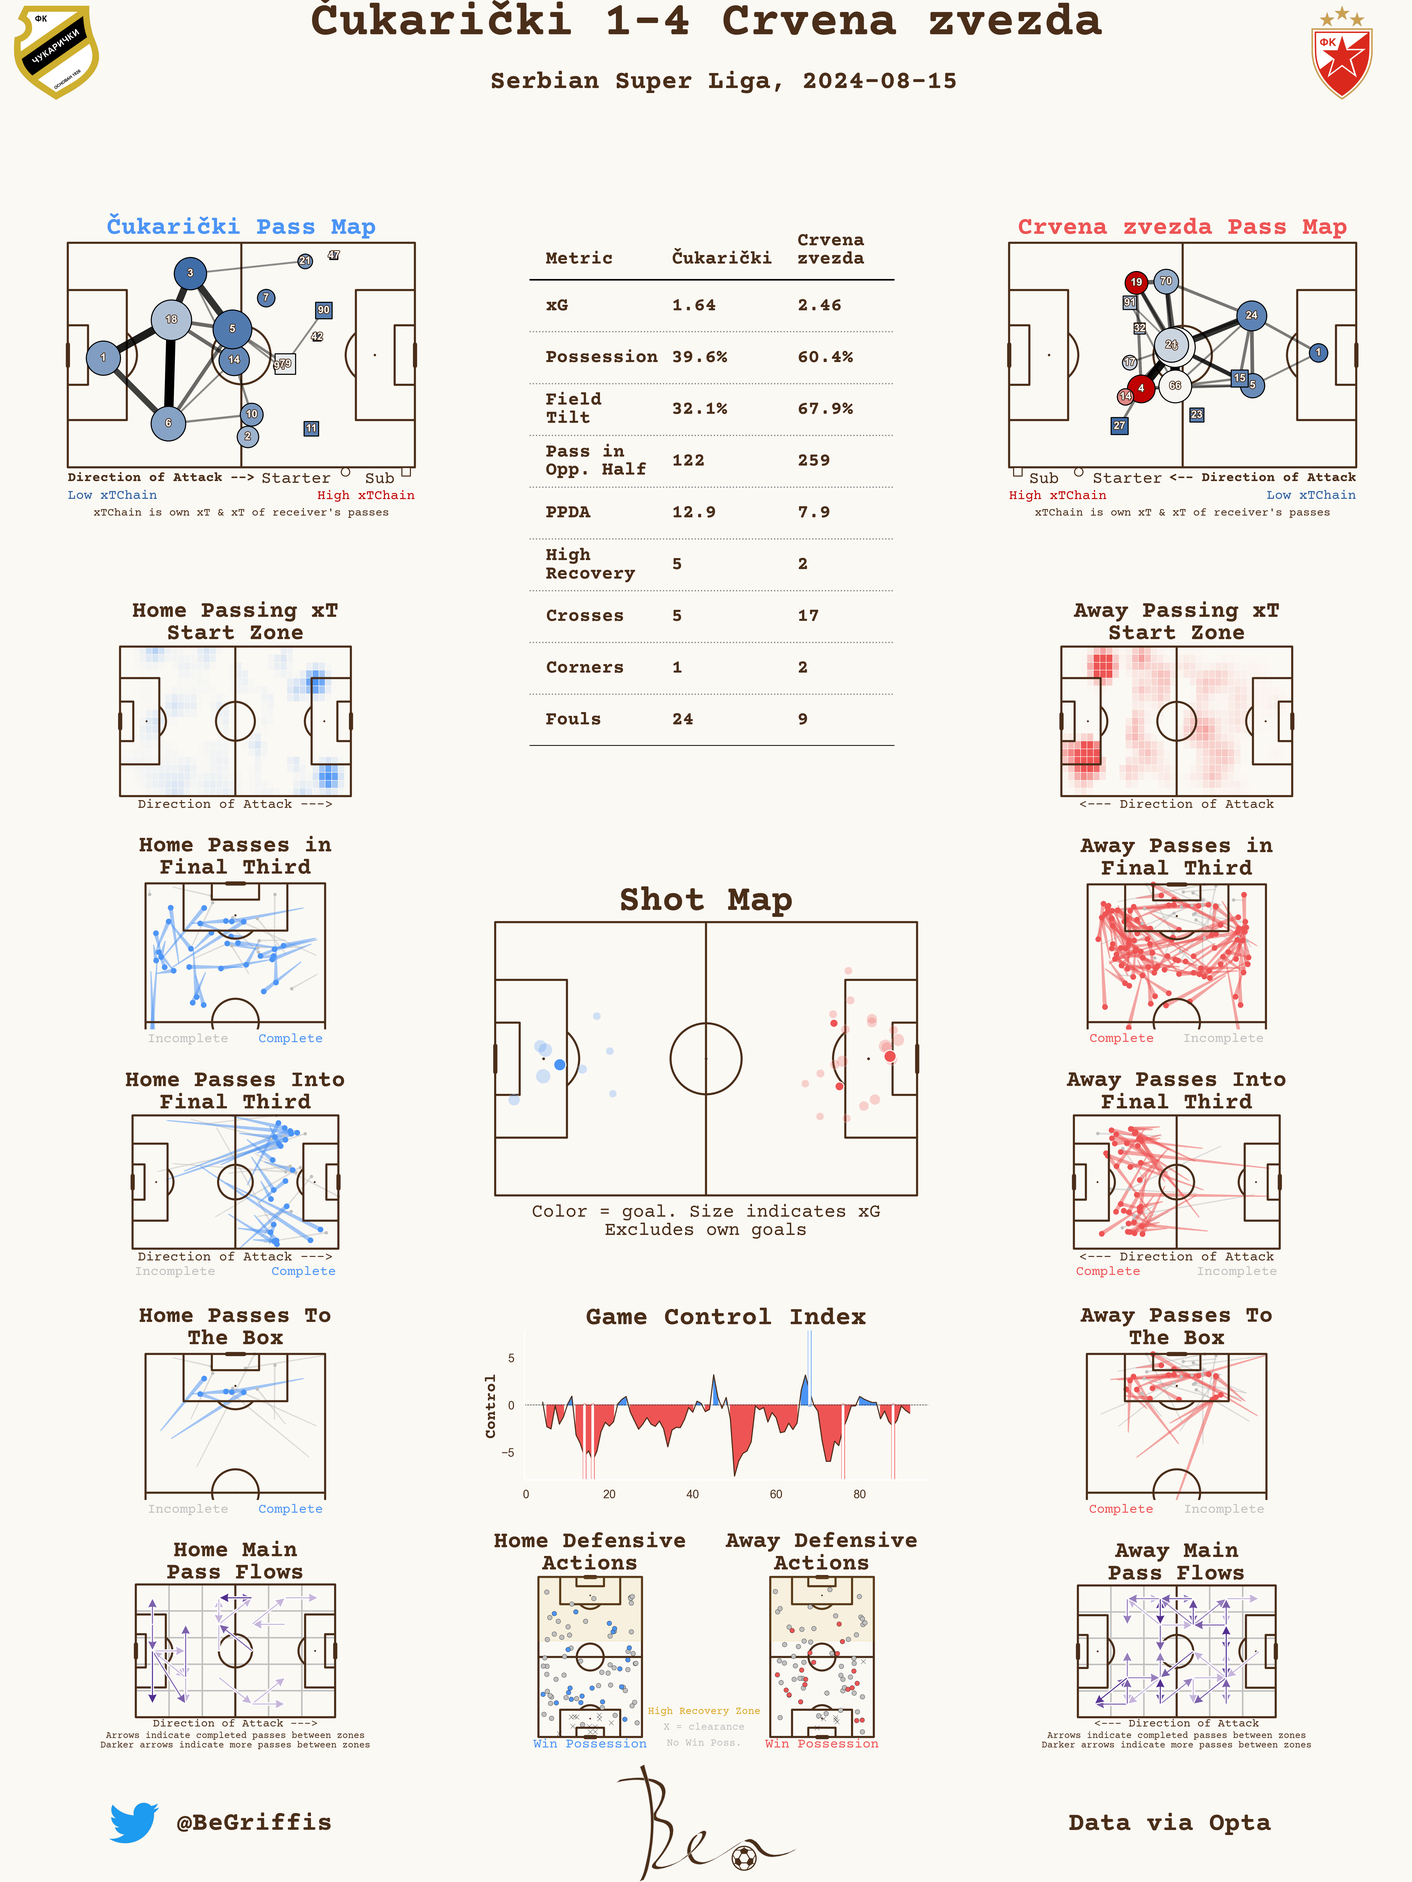 Čukarički 1-4 Crvena zvezda
Serbian Super Liga, 2024-08-15
ФК
ЧУКАРИЧКИ
ОСНОВАН 1926
ФК
Čukarički Pass Map
3
21
47
7
90
18
5
42
1
14
79
10
6
2
11
Direction of Attack --> Starter Sub
Low xTChain High xTChain
xTChain is own xT & xT of receiver's passes
Metric Čukarički Crvena zvezda
xG 1.64 2.46
Possession 39.6% 60.4%
Field Tilt 32.1% 67.9%
Pass in Opp. Half 122 259
PPDA 12.9 7.9
High Recovery 5 2
Crosses 5 17
Corners 1 2
Fouls 24 9
Crvena zvezda Pass Map
19
70
91
24
32
17
1
15
5
4
66
14
23
27
Sub Starter <-- Direction of Attack
High xTChain Low xTChain
xTChain is own xT & xT of receiver's passes
Home Passing xT
Start Zone
Direction of Attack --->
Away Passing xT
Start Zone
<--- Direction of Attack
Home Passes in
Final Third
Incomplete Complete
Away Passes in
Final Third
Complete Incomplete
Shot Map
Color = goal. Size indicates xG
Excludes own goals
Home Passes Into
Final Third
Direction of Attack --->
Incomplete Complete
Away Passes Into
Final Third
<--- Direction of Attack
Complete Incomplete
Home Passes To
The Box
Incomplete Complete
Game Control Index
Control
5
0
−5
0 20 40 60 80
Away Passes To
The Box
Complete Incomplete
Home Main
Pass Flows
Direction of Attack --->
Arrows indicate completed passes between zones
Darker arrows indicate more passes between zones
Home Defensive
Actions
Win Possession
High Recovery Zone
X = clearance
No Win Poss.
Away Defensive
Actions
Win Possession
Away Main
Pass Flows
<--- Direction of Attack
Arrows indicate completed passes between zones
Darker arrows indicate more passes between zones
@BeGriffis
Ben
Data via Opta